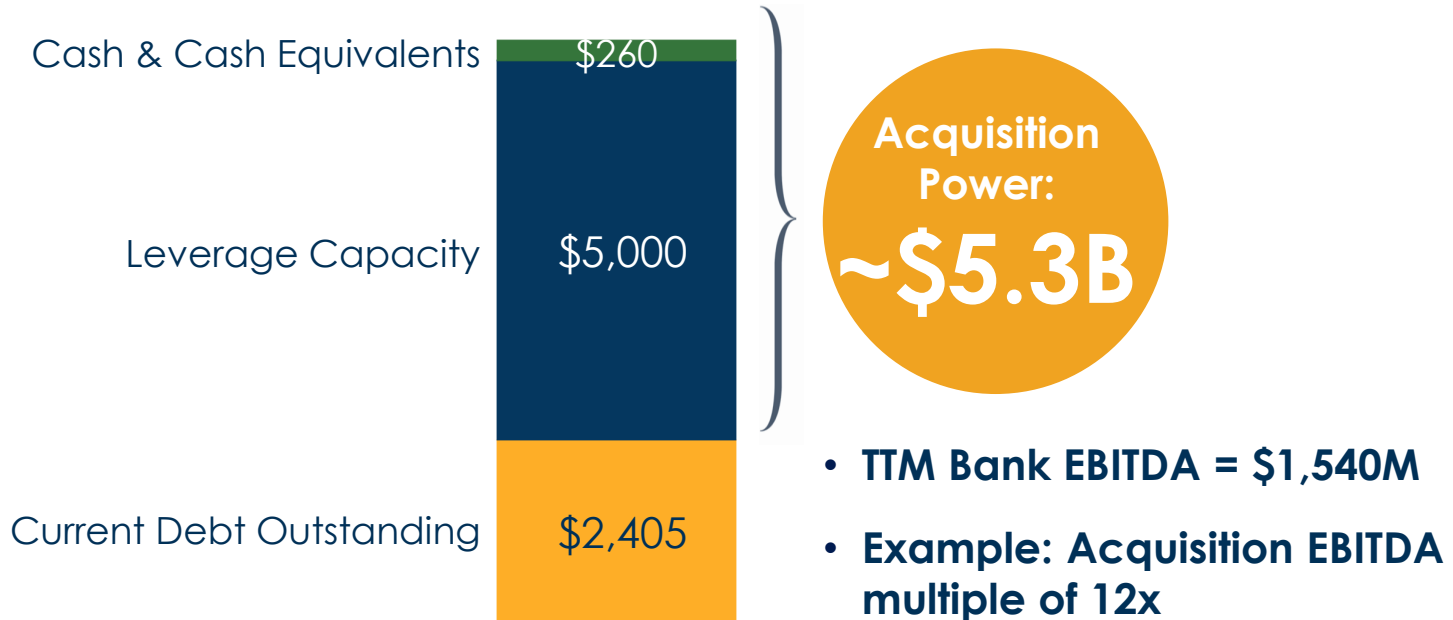 Cash & Cash Equivalents
$260
Leverage Capacity
$5,000
Current Debt Outstanding
$2,405
Acquisition
Power:
~$5.3B
• TTM Bank EBITDA = $1,540M
• Example: Acquisition EBITDA
multiple of 12x